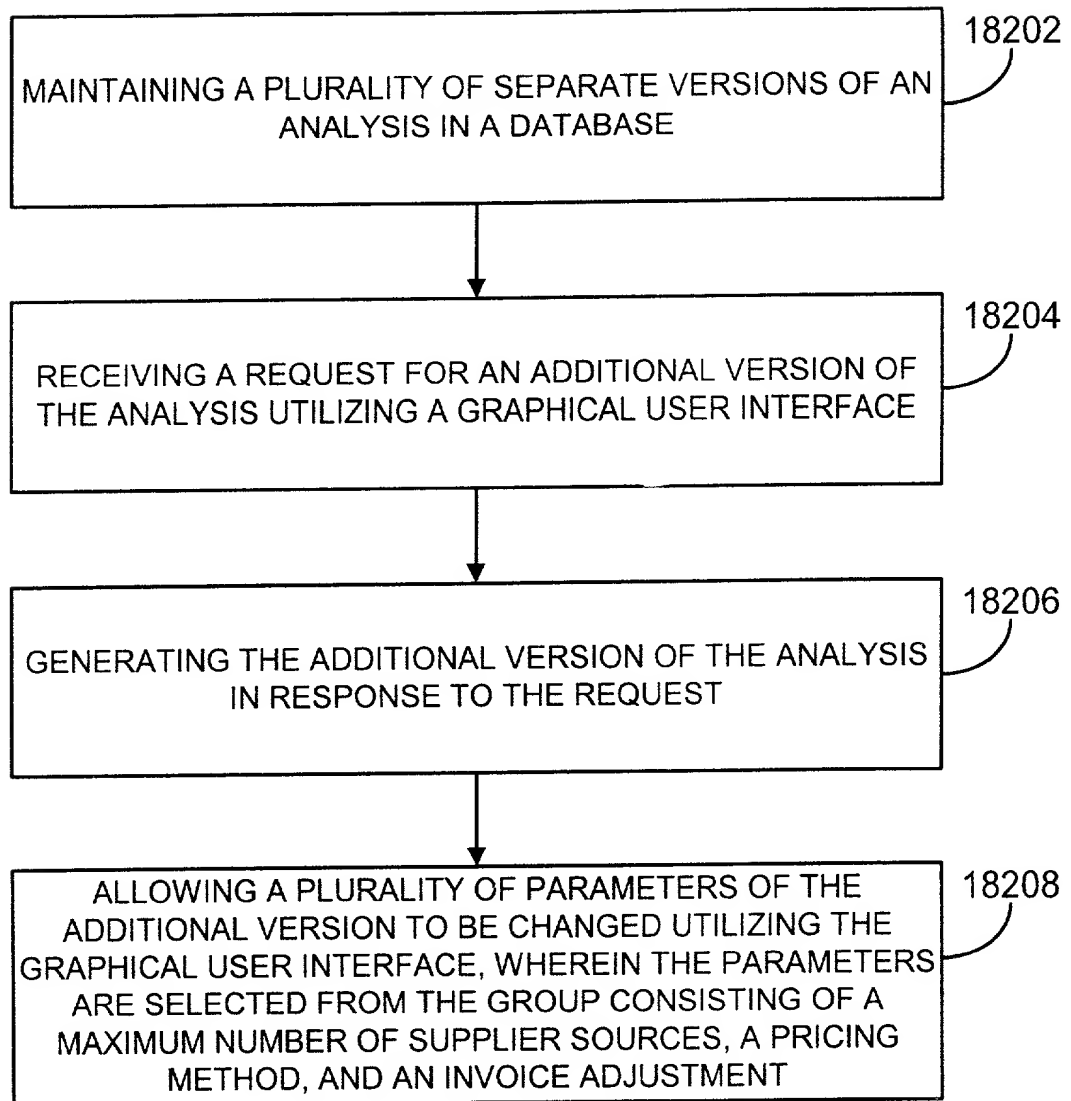 18202
MAINTAINING A PLURALITY OF SEPARATE VERSIONS OF AN
ANALYSIS IN A DATABASE
18204
RECEIVING A REQUEST FOR AN ADDITIONAL VERSION OF
THE ANALYSIS UTILIZING A GRAPHICAL USER INTERFACE
18206
GENERATING THE ADDITIONAL VERSION OF THE ANALYSIS
IN RESPONSE TO THE REQUEST
18208
ALLOWING A PLURALITY OF PARAMETERS OF THE
ADDITIONAL VERSION TO BE CHANGED UTILIZING THE
GRAPHICAL USER INTERFACE, WHEREIN THE PARAMETERS
ARE SELECTED FROM THE GROUP CONSISTING OF A
MAXIMUM NUMBER OF SUPPLIER SOURCES, A PRICING
METHOD, AND AN INVOICE ADJUSTMENT